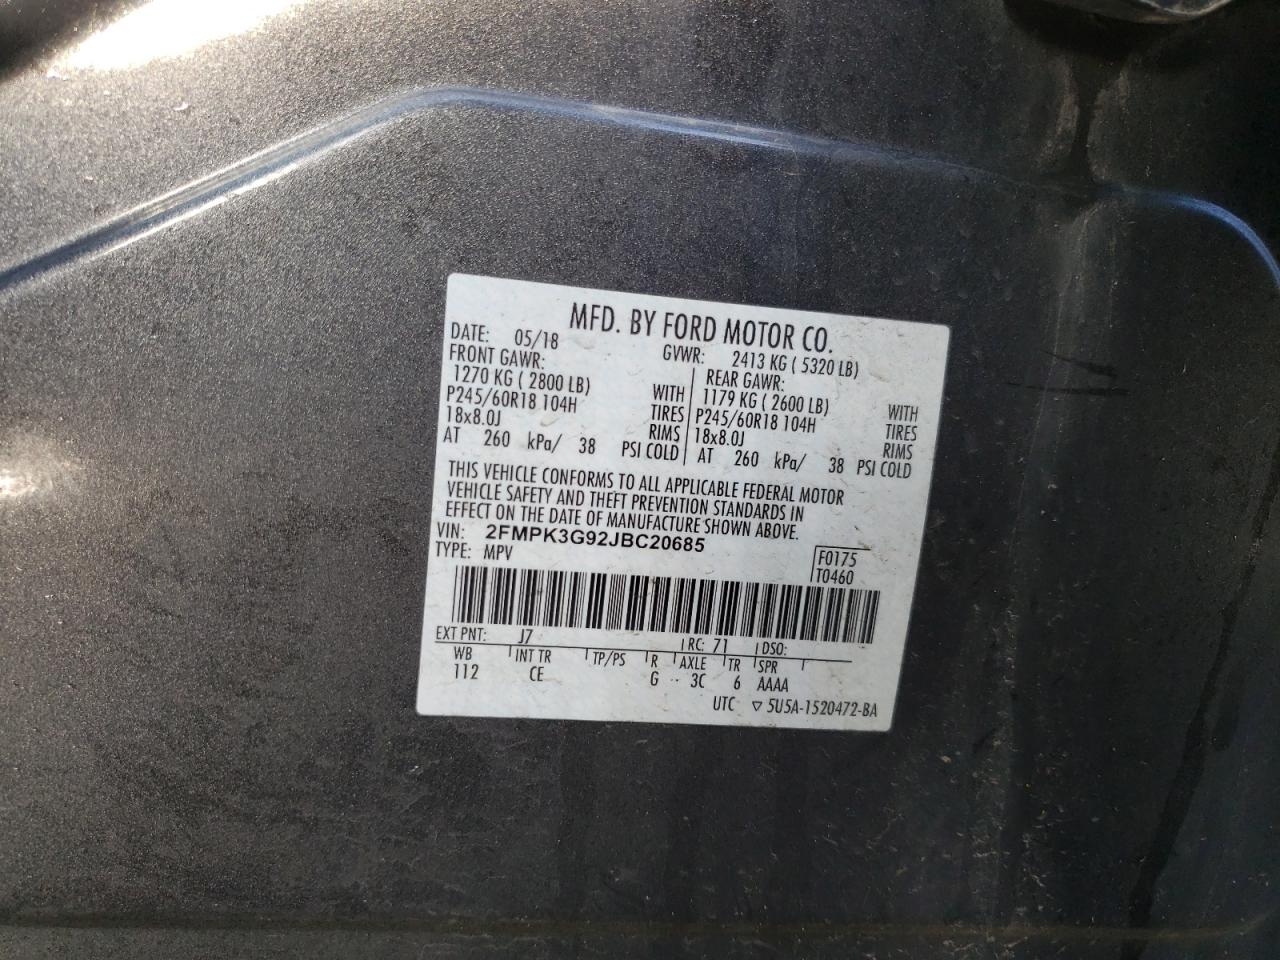 MFD. BY FORD MOTOR CO.
DATE: 05/18 GVWR: 2413 KG ( 5320 LB)
FRONT GAWR: REAR GAWR:
1270 KG ( 2800 LB) WITH 1179 KG ( 2600 LB) WITH
P245/60R18 104H TIRES P245/60R18 104H TIRES
18x8.0J RIMS 18x8.0J RIMS
AT 260 kPa/ 38 PSI COLD AT 260 kPa/ 38 PSI COLD
THIS VEHICLE CONFORMS TO ALL APPLICABLE FEDERAL MOTOR
VEHICLE SAFETY AND THEFT PREVENTION STANDARDS IN
EFFECT ON THE DATE OF MANUFACTURE SHOWN ABOVE.
VIN: 2FMPK3G92JBC20685
TYPE: MPV F0175
T0460
EXT PNT: J7 RC: 71 DSO:
WB INT TR TP/PS R AXLE TR SPR
112 CE G 3C 6 AAAA
UTC ▽ 5U5A-1520472-BA